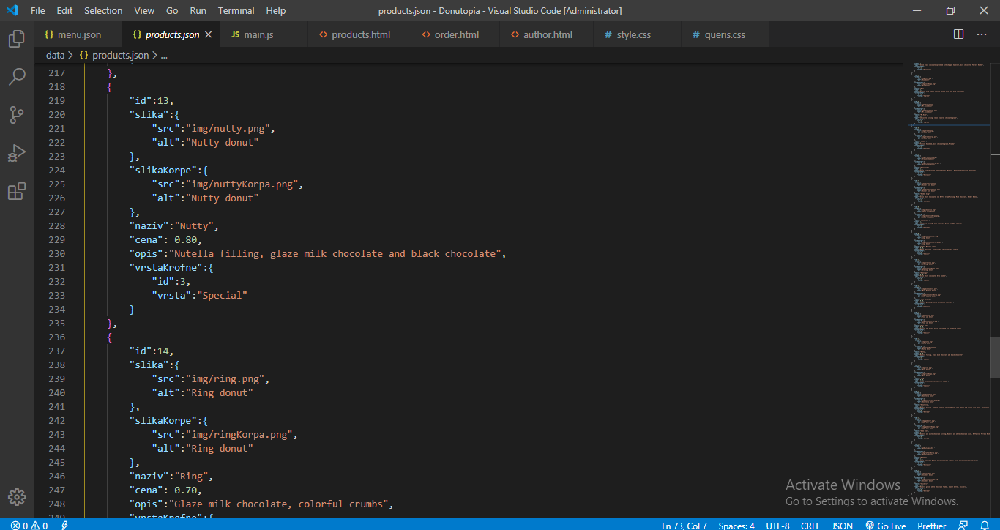 File Edit Selection View Go Run Terminal Help products.json - Donutopia - Visual Studio Code [Administrator]
{} menu.json {} products.json JS main.js <> products.html <> order.html <> author.html # style.css # queris.css
data > {} products.json > ...
217 },
218 {
219 "id":13,
220 "slika":{
221 "src":"img/nutty.png",
222 "alt":"Nutty donut"
223 },
224 "slikaKorpe":{
225 "src":"img/nuttyKorpa.png",
226 "alt":"Nutty donut"
227 },
228 "naziv":"Nutty",
229 "cena": 0.80,
230 "opis":"Nutella filling, glaze milk chocolate and black chocolate",
231 "vrstaKrofne":{
232 "id":3,
233 "vrsta":"Special"
234 }
235 },
236 {
237 "id":14,
238 "slika":{
239 "src":"img/ring.png",
240 "alt":"Ring donut"
241 },
242 "slikaKorpe":{
243 "src":"img/ringKorpa.png",
244 "alt":"Ring donut"
245 },
246 "naziv":"Ring",
247 "cena": 0.70,
248 "opis":"Glaze milk chocolate, colorful crumbs",
249 "vrstaKrofne":{
Activate Windows
Go to Settings to activate Windows.
0 0 Ln 73, Col 7 Spaces: 4 UTF-8 CRLF JSON Go Live Prettier